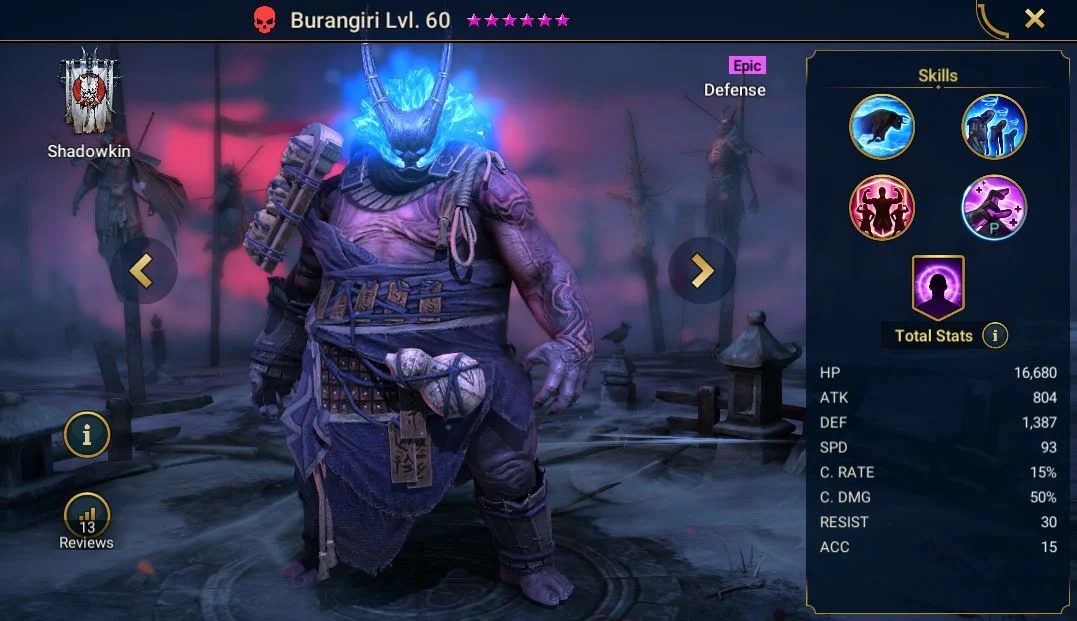 Burangiri Lvl. 60
Shadowkin
Epic
Defense
13
Reviews
Skills
P
Total Stats
HP 16,680
ATK 804
DEF 1,387
SPD 93
C. RATE 15%
C. DMG 50%
RESIST 30
ACC 15